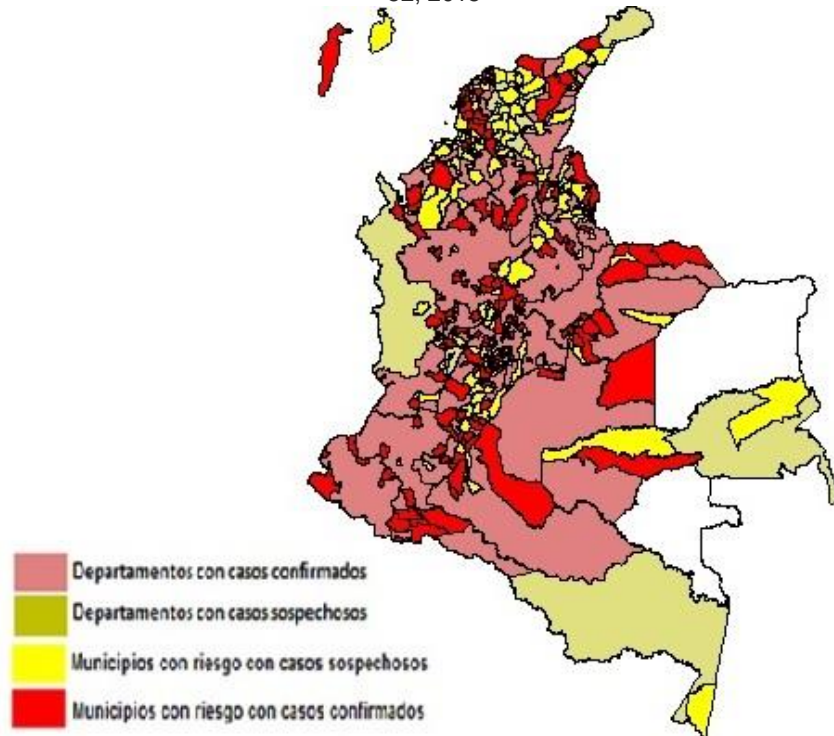 Departamentos con casos confirmados
Departamentos con casos sospechosos
Municipios con riesgo con casos sospechosos
Municipios con riesgo con casos confirmados